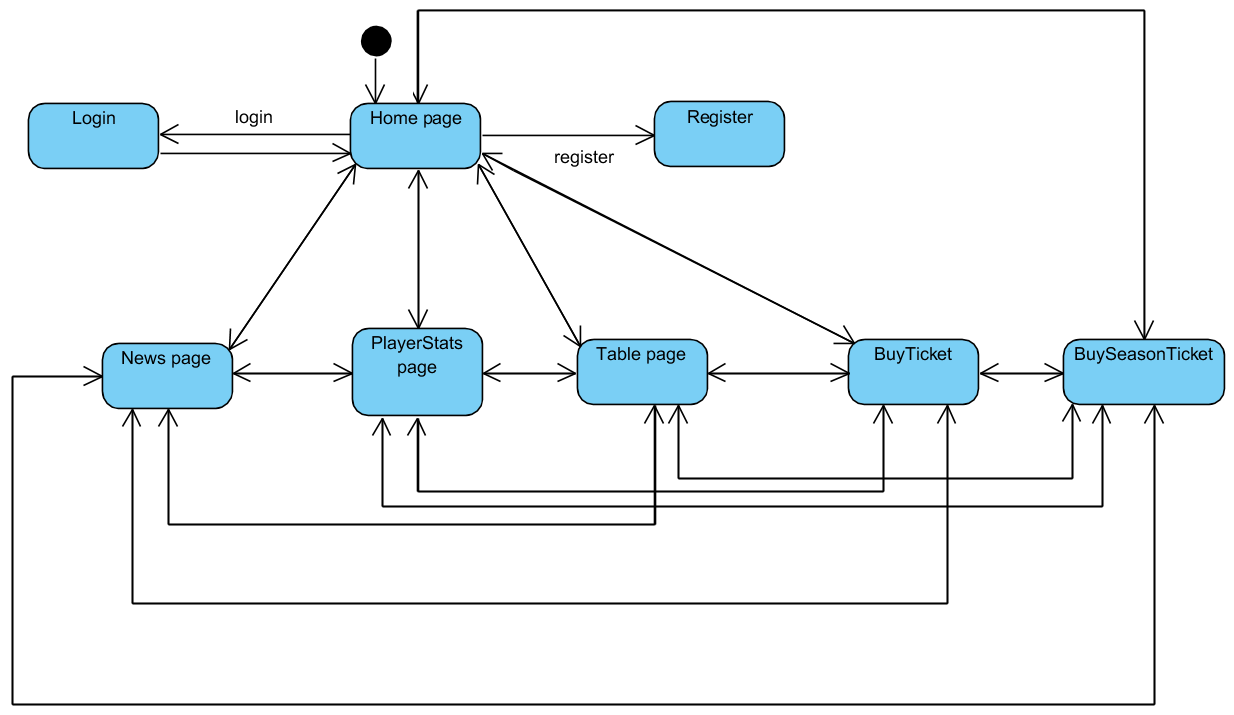 Login
login
Home page
Register
register
News page
PlayerStats
page
Table page
BuyTicket
BuySeasonTicket